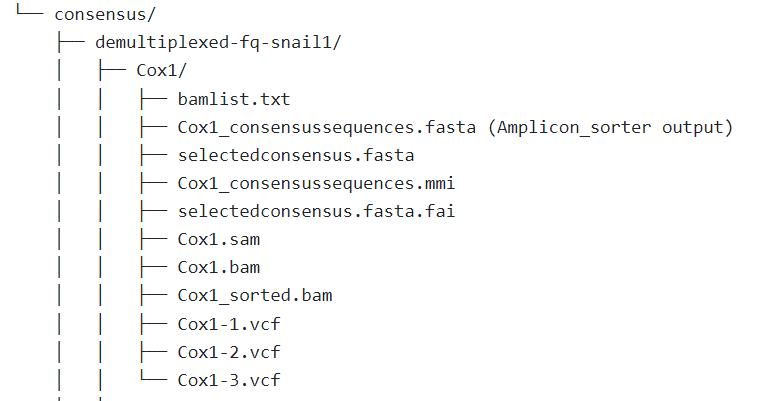 └── consensus/
    ├── demultiplexed-fq-snail1/
    │   ├── Cox1/
    │   │   ├── bamlist.txt
    │   │   ├── Cox1_consensussequences.fasta (Amplicon_sorter output)
    │   │   ├── selectedconsensus.fasta
    │   │   ├── Cox1_consensussequences.mmi
    │   │   ├── selectedconsensus.fasta.fai
    │   │   ├── Cox1.sam
    │   │   ├── Cox1.bam
    │   │   ├── Cox1_sorted.bam
    │   │   ├── Cox1-1.vcf
    │   │   ├── Cox1-2.vcf
    │   │   └── Cox1-3.vcf